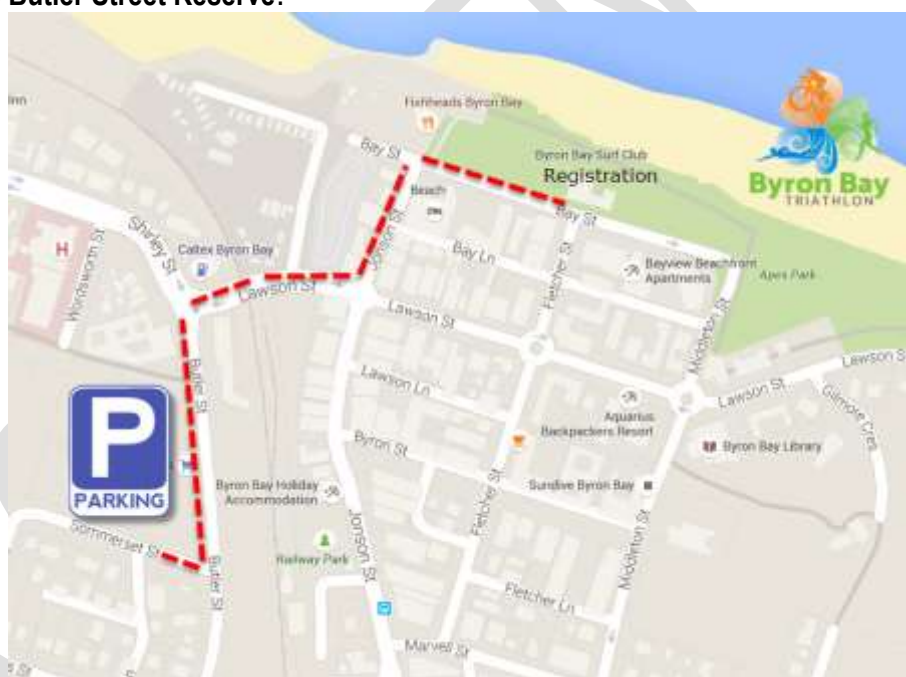 Butler Street Reserve:
Fishheads Byron Bay
Bay St
Byron Bay Surf Club
Registration
Byron Bay
TRIATHLON
Beach
Bay St
Shirley St
H
Wordsworth St
Caltex Byron Bay
Jonson St
Bay Ln
Fletcher St
Bayview Beachfront
Apartments
Apex Park
Lawson St
Lawson St
Middleton St
Lawson St
Lawson St
Gilmore Cres
Butler St
P
PARKING
Lawson Ln
Aquarius
Backpackers Resort
Byron Bay Library
Byron St
Byron Bay Holiday
Accommodation
Sundive Byron Bay
Sommerset St
Butler St
Railway Park
Jonson St
Fletcher St
Middleton St
Fletcher Ln
Marvell St